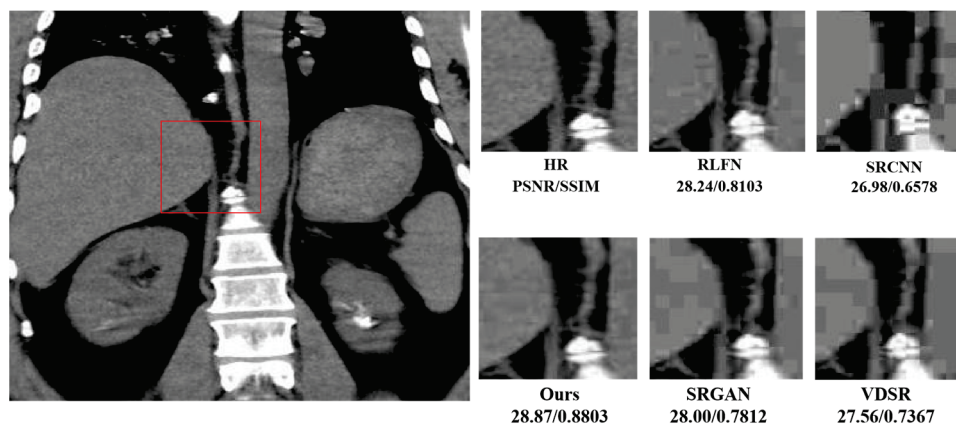 HR
PSNR/SSIM
RLFN
28.24/0.8103
SRCNN
26.98/0.6578
Ours
28.87/0.8803
SRGAN
28.00/0.7812
VDSR
27.56/0.7367